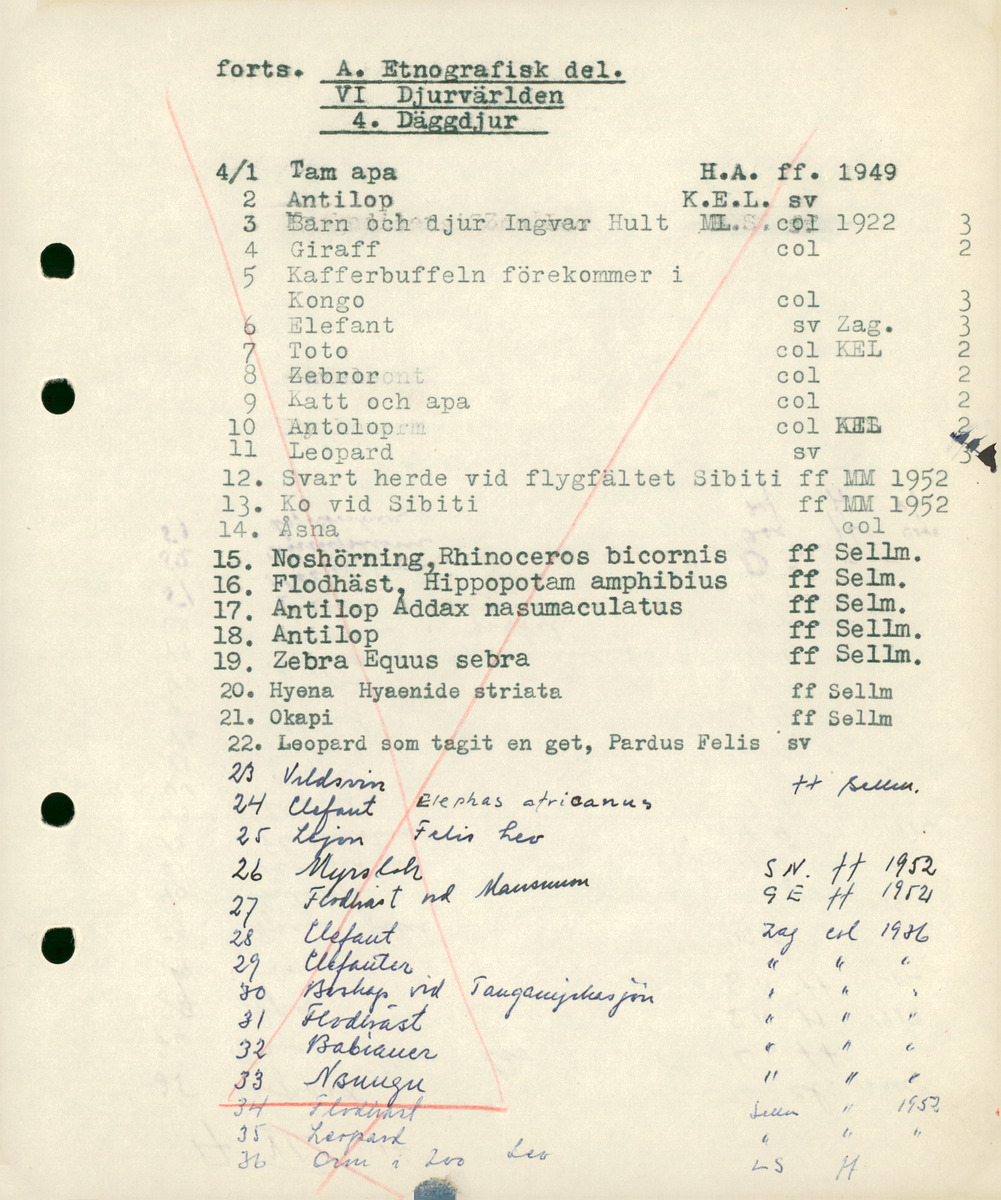 forts. A. Etnografisk del.
VI Djurvärlden
4. Däggdjur
4/1 Tam apa H.A. ff. 1949
2 Antilop K.E.L. sv
3 Barn och djur Ingvar Hult col 1922 3
4 Giraff col 2
5 Kafferbuffeln förekommer i
Kongo col 3
6 Elefant sv Zag. 3
7 Toto col KEL 2
8 Zebror col 2
9 Katt och apa col 2
10 Antolop col KEL 2
11 Leopard sv 3
12. Svart herde vid flygfältet Sibiti ff MM 1952
13. Ko vid Sibiti ff MM 1952
14. Åsna col
15. Noshörning,Rhinoceros bicornis ff Sellm.
16. Flodhäst, Hippopotam amphibius ff Selm.
17. Antilop Addax nasumaculatus ff Selm.
18. Antilop ff Sellm.
19. Zebra Equus sebra ff Sellm.
20. Hyena Hyaenide striata ff Sellm
21. Okapi ff Sellm
22. Leopard som tagit en get, Pardus Felis sv
23 Vildsvin ff Sellm.
24 Elefant Elephas africanus
25 Lejon Felis Leo
26 Myrslok S N. ff 1952
27 Flodhäst vid G E ff 1952
28 Elefant Zag col 1936
29 Elefanter " " "
30 Boskap vid Tanganijkasjön " " "
31 Flodhäst " " "
32 Babianer " " "
33 Nsungu " " "
34 Flodhäst Sellm " 1952
35 Leopard " " "
36 Orm i Zoo Leo LS ff